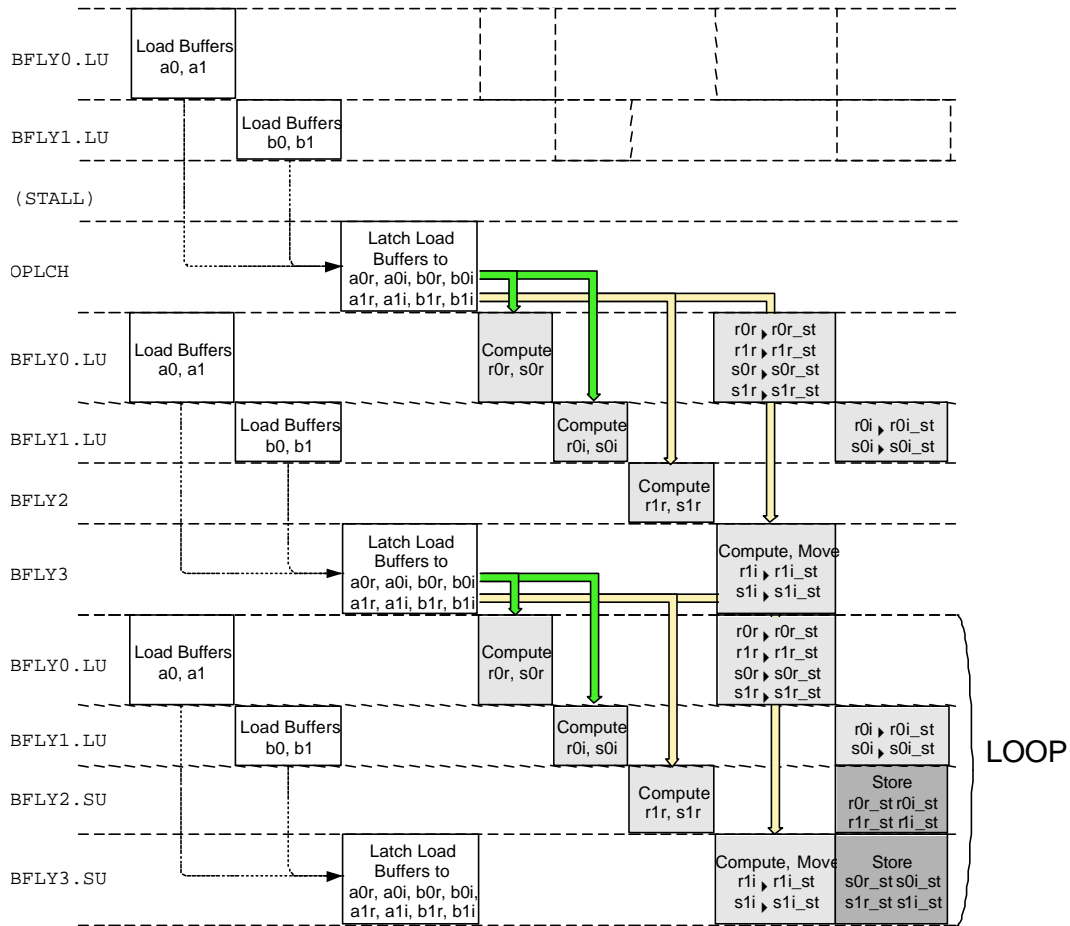 BFLY0.LU
Load Buffers
a0, a1
BFLY1.LU
Load Buffers
b0, b1
(STALL)
OPLCH
Latch Load
Buffers to
a0r, a0i, b0r, b0i
a1r, a1i, b1r, b1i
BFLY0.LU
Load Buffers
a0, a1
Compute
r0r, s0r
r0r ▸ r0r_st
r1r ▸ r1r_st
s0r ▸ s0r_st
s1r ▸ s1r_st
BFLY1.LU
Load Buffers
b0, b1
Compute
r0i, s0i
r0i ▸ r0i_st
s0i ▸ s0i_st
BFLY2
Compute
r1r, s1r
BFLY3
Latch Load
Buffers to
a0r, a0i, b0r, b0i
a1r, a1i, b1r, b1i
Compute, Move
r1i ▸ r1i_st
s1i ▸ s1i_st
BFLY0.LU
Load Buffers
a0, a1
Compute
r0r, s0r
r0r ▸ r0r_st
r1r ▸ r1r_st
s0r ▸ s0r_st
s1r ▸ s1r_st
BFLY1.LU
Load Buffers
b0, b1
Compute
r0i, s0i
r0i ▸ r0i_st
s0i ▸ s0i_st
LOOP
BFLY2.SU
Compute
r1r, s1r
Store
r0r_st r0i_st
r1r_st r1i_st
BFLY3.SU
Latch Load
Buffers to
a0r, a0i, b0r, b0i,
a1r, a1i, b1r, b1i
Compute, Move
r1i ▸ r1i_st
s1i ▸ s1i_st
Store
s0r_st s0i_st
s1r_st s1i_st